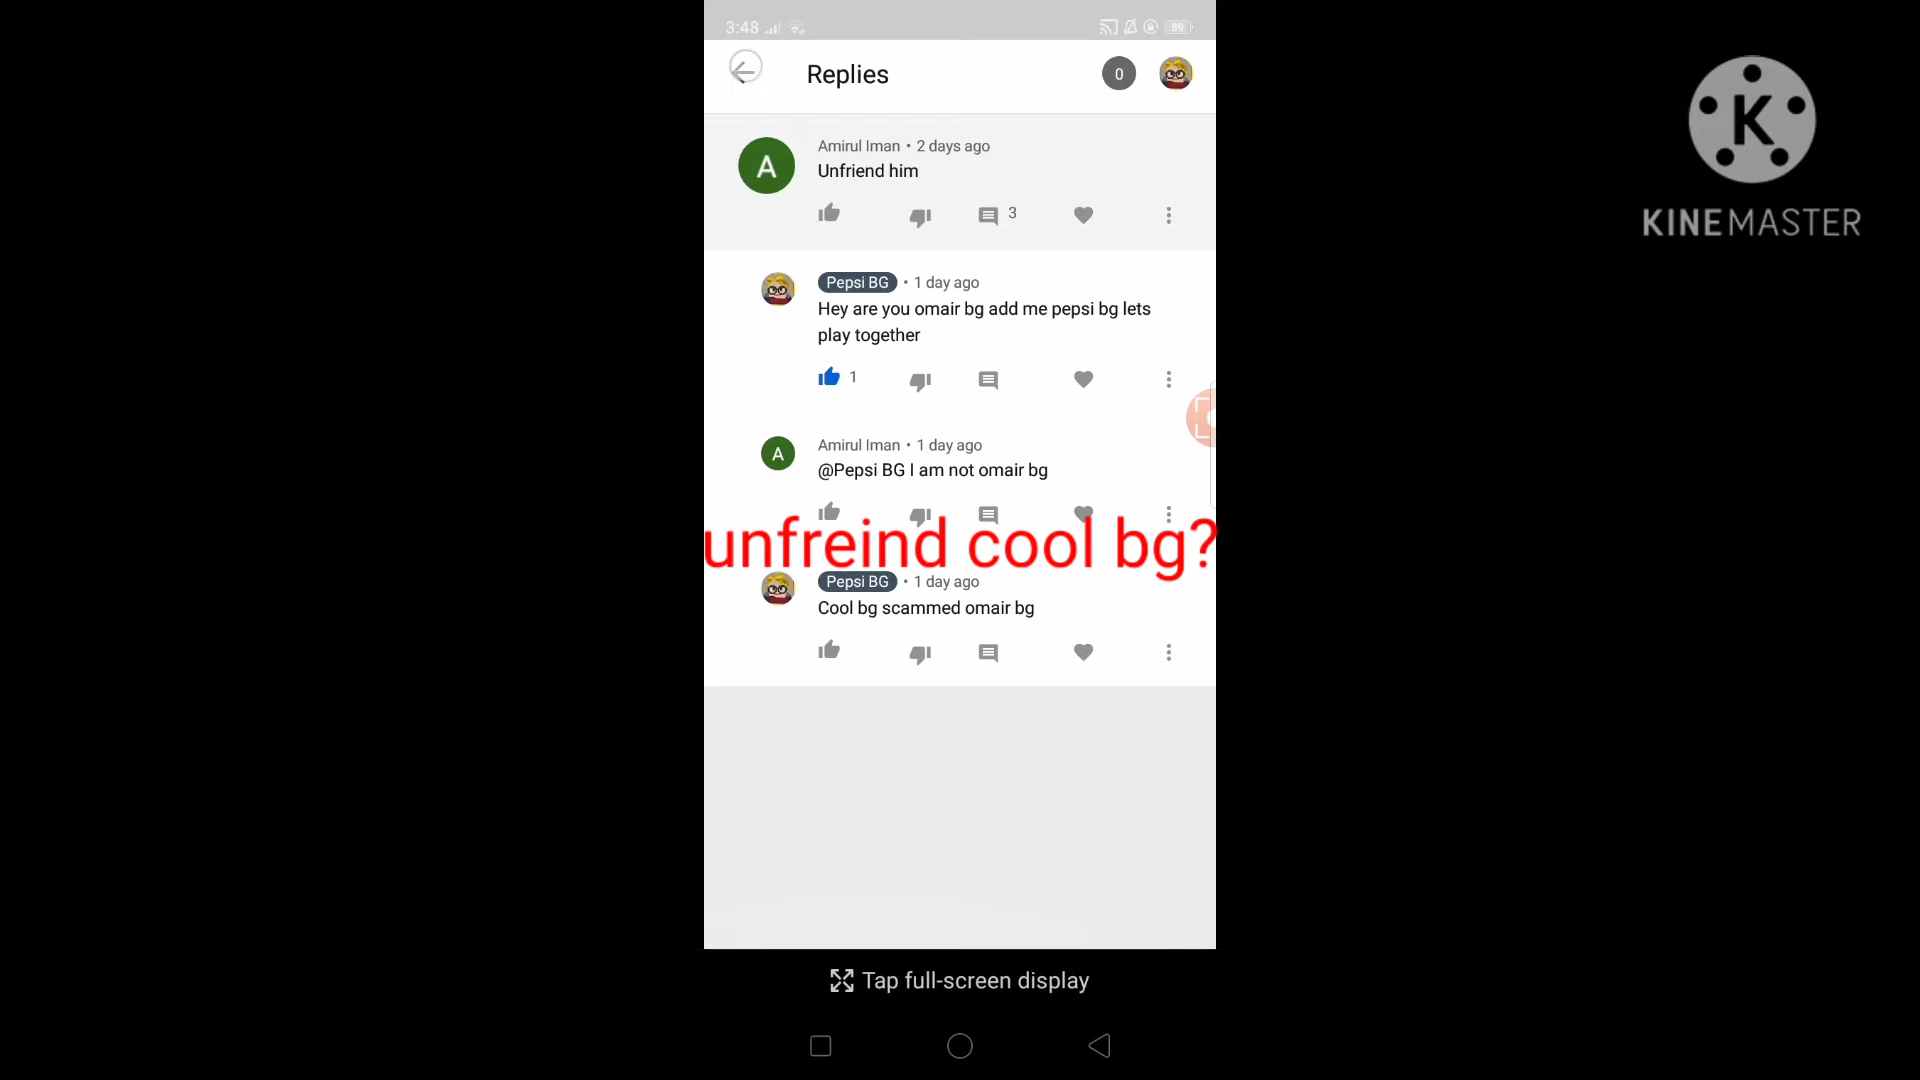 3:48
89
Replies
0
K
KINEMASTER
A
Amirul Iman • 2 days ago
Unfriend him
3
Pepsi BG • 1 day ago
Hey are you omair bg add me pepsi bg lets
play together
1
A
Amirul Iman • 1 day ago
@Pepsi BG I am not omair bg
unfreind cool bg?
Pepsi BG • 1 day ago
Cool bg scammed omair bg
Tap full-screen display